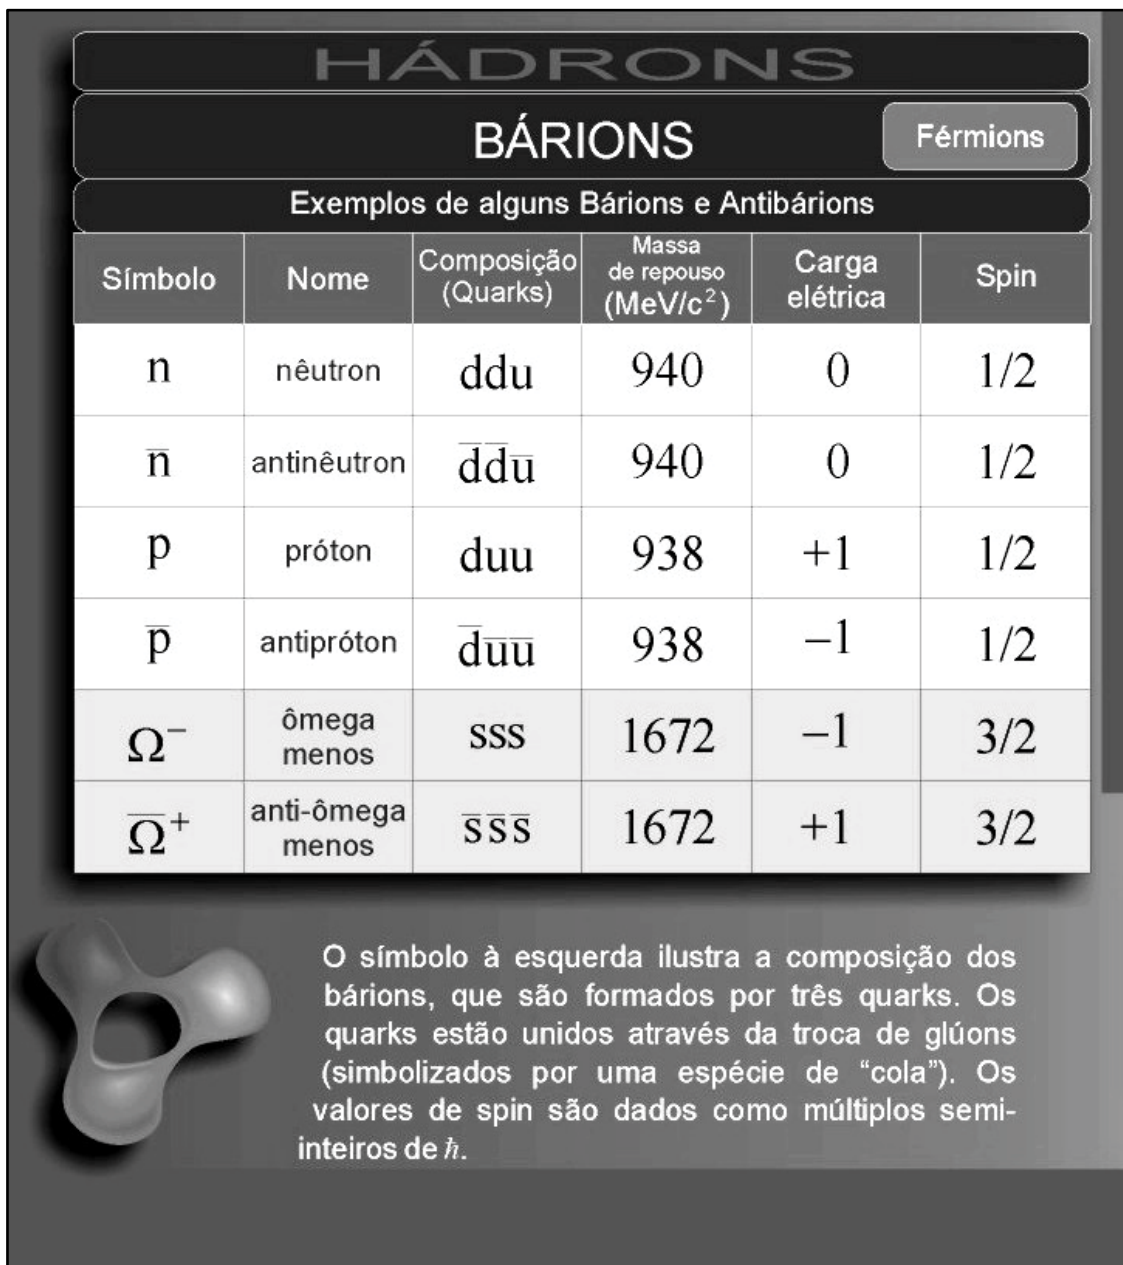 HÁDRONS
BÁRIONS
Férmions
Exemplos de alguns Bárions e Antibárions
Símbolo Nome Composição (Quarks) Massa de repouso (MeV/c²) Carga elétrica Spin
n nêutron ddu 940 0 1/2
n̅ antinêutron d̅d̅u̅ 940 0 1/2
p próton duu 938 +1 1/2
p̅ antipróton d̅u̅u̅ 938 −1 1/2
Ω⁻ ômega menos sss 1672 −1 3/2
Ω̅⁺ anti-ômega menos s̅s̅s̅ 1672 +1 3/2
O símbolo à esquerda ilustra a composição dos
bárions, que são formados por três quarks. Os
quarks estão unidos através da troca de glúons
(simbolizados por uma espécie de “cola”). Os
valores de spin são dados como múltiplos semi-
inteiros de ℏ.